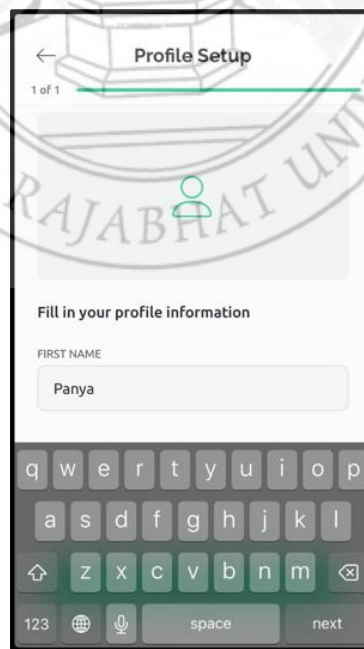 Profile Setup
1 of 1
RAJABHAT UNI
Fill in your profile information
FIRST NAME
Panya
q w e r t y u i o p
a s d f g h j k l
z x c v b n m
123 space next